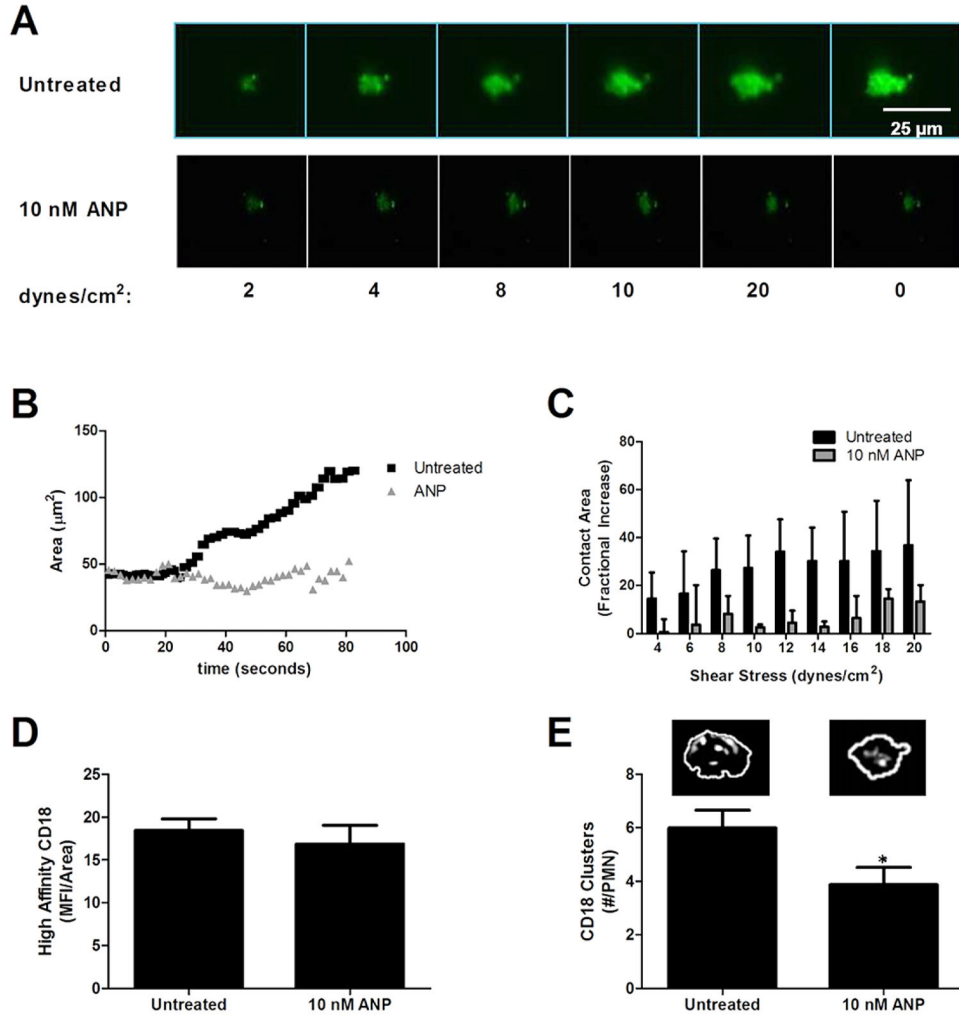 A
Untreated
25 µm
10 nM ANP
dynes/cm²:
2 4 8 10 20 0
B
150
100
50
0
Area (µm²)
0 20 40 60 80 100
time (seconds)
Untreated
ANP
C
80
60
40
20
0
Contact Area
(Fractional Increase)
Untreated
10 nM ANP
4 6 8 10 12 14 16 18 20
Shear Stress (dynes/cm²)
D
25
20
15
10
5
0
High Affinity CD18
(MFI/Area)
Untreated 10 nM ANP
E
8
6
4
2
0
CD18 Clusters
(#/PMN)
*
Untreated 10 nM ANP